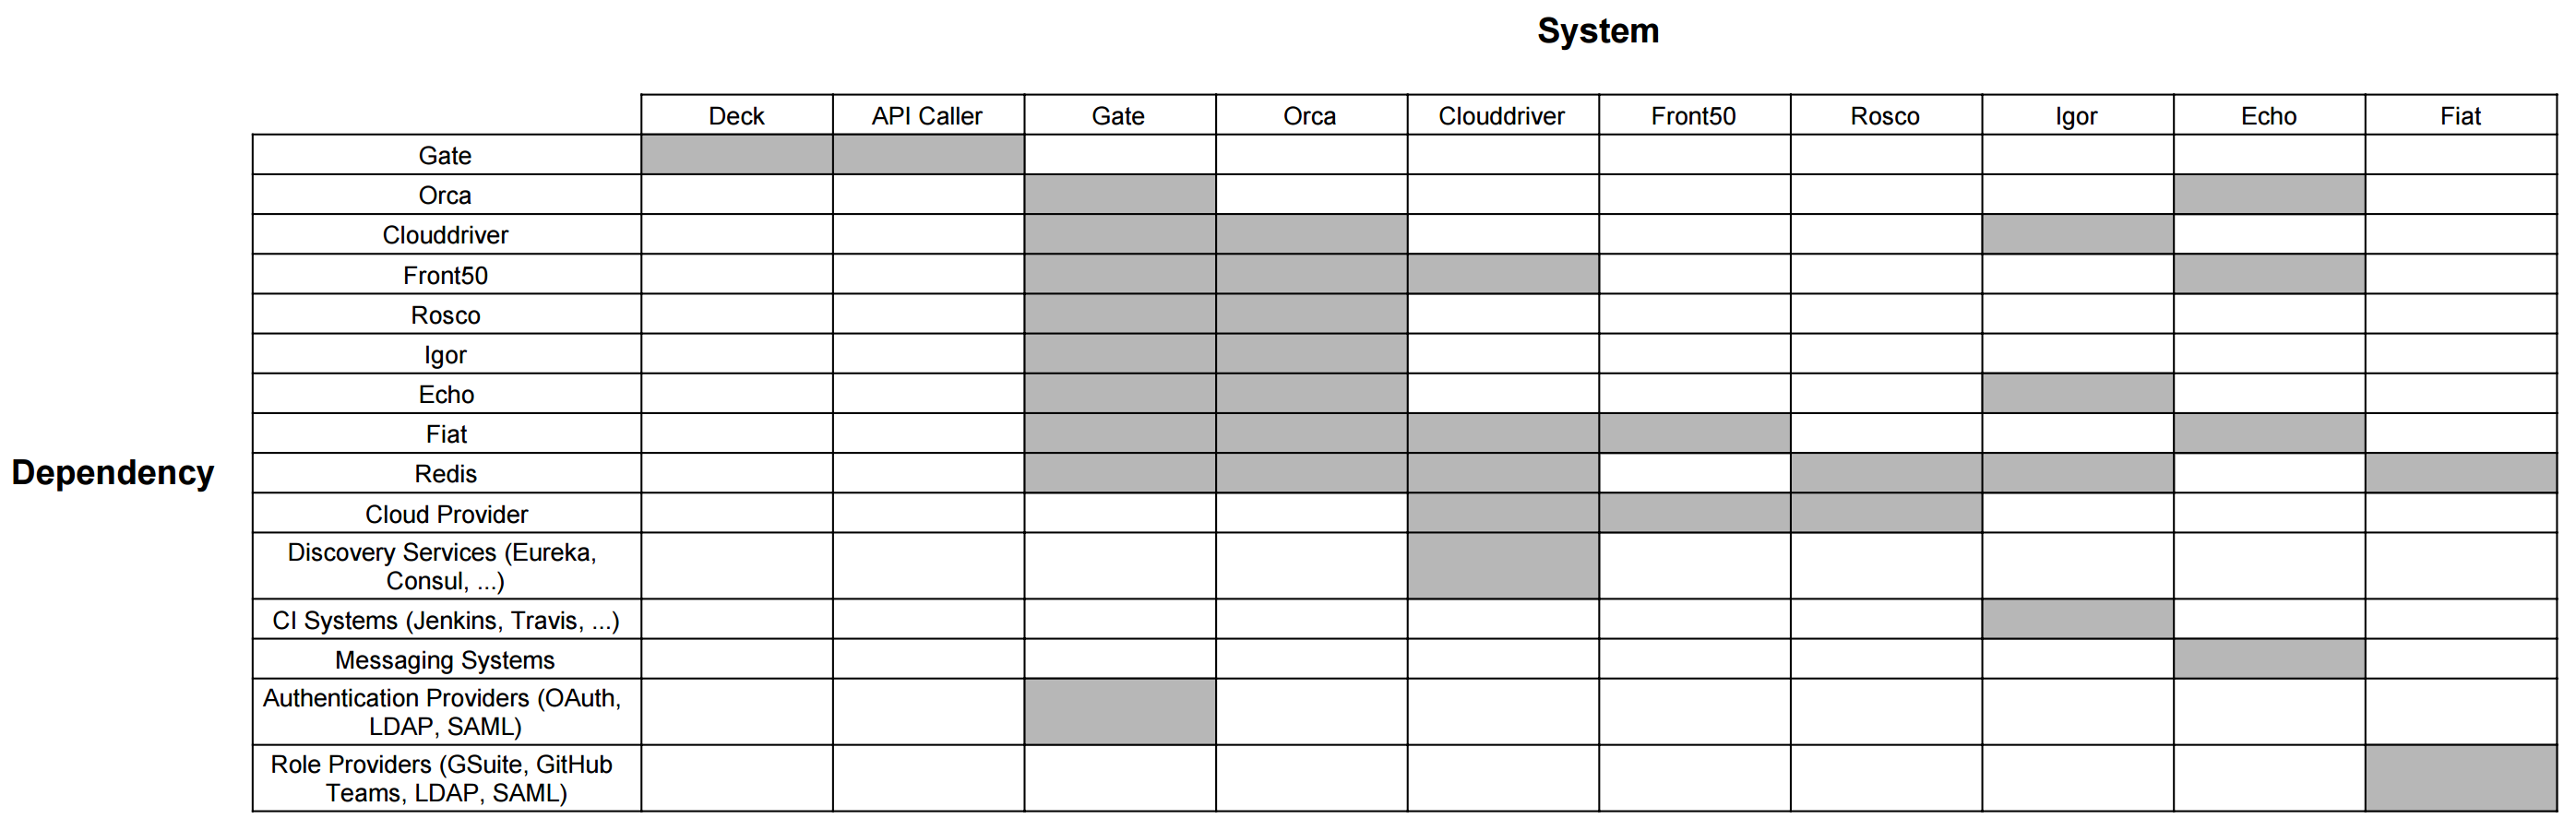 System
Deck API Caller Gate Orca Clouddriver Front50 Rosco Igor Echo Fiat
Gate
Orca
Clouddriver
Front50
Rosco
Igor
Echo
Fiat
Dependency
Redis
Cloud Provider
Discovery Services (Eureka,
Consul, ...)
CI Systems (Jenkins, Travis, ...)
Messaging Systems
Authentication Providers (OAuth,
LDAP, SAML)
Role Providers (GSuite, GitHub
Teams, LDAP, SAML)